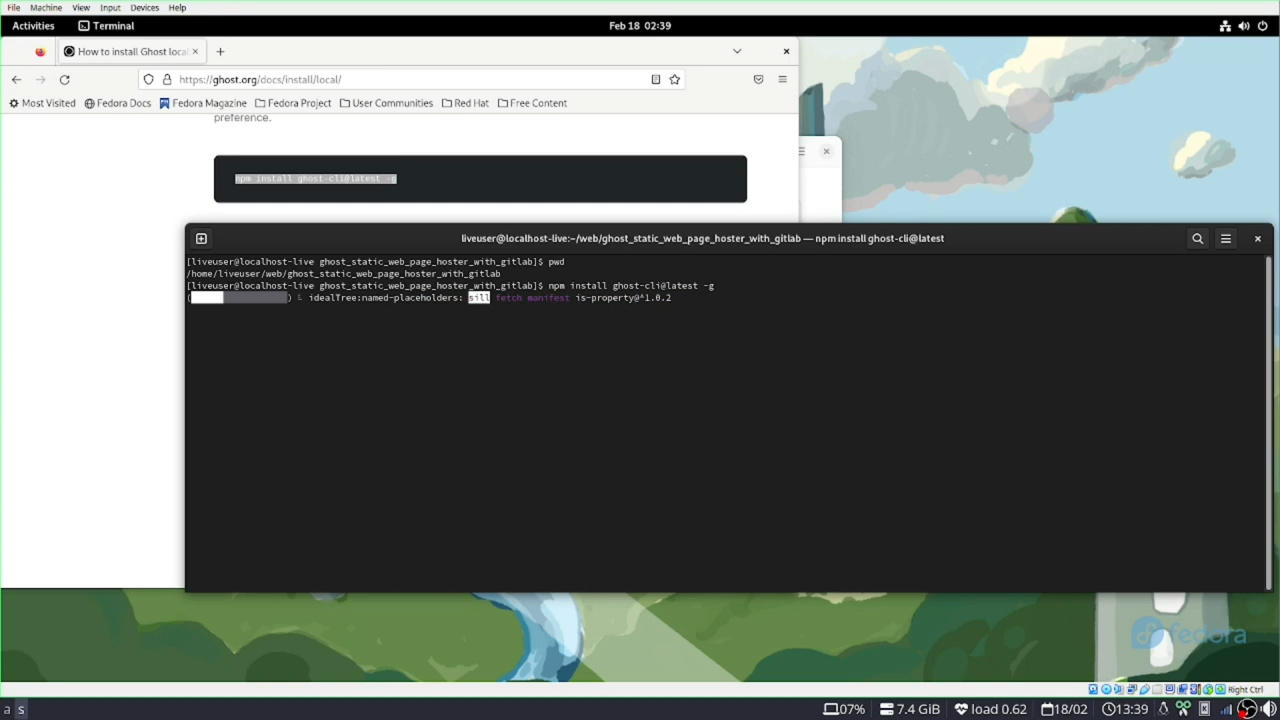 File Machine View Input Devices Help
Activities Terminal Feb 18 02:39
How to install Ghost loca
https://ghost.org/docs/install/local/
Most Visited Fedora Docs Fedora Magazine Fedora Project User Communities Red Hat Free Content
preference.
npm install ghost-cli@latest -g
liveuser@localhost-live:~/web/ghost_static_web_page_hoster_with_gitlab — npm install ghost-cli@latest
[liveuser@localhost-live ghost_static_web_page_hoster_with_gitlab]$ pwd
/home/liveuser/web/ghost_static_web_page_hoster_with_gitlab
[liveuser@localhost-live ghost_static_web_page_hoster_with_gitlab]$ npm install ghost-cli@latest -g
( ) ⠧ idealTree:named-placeholders: sill fetch manifest is-property@^1.0.2
fedora
Right Ctrl
a s 07% 7.4 GiB load 0.62 18/02 13:39